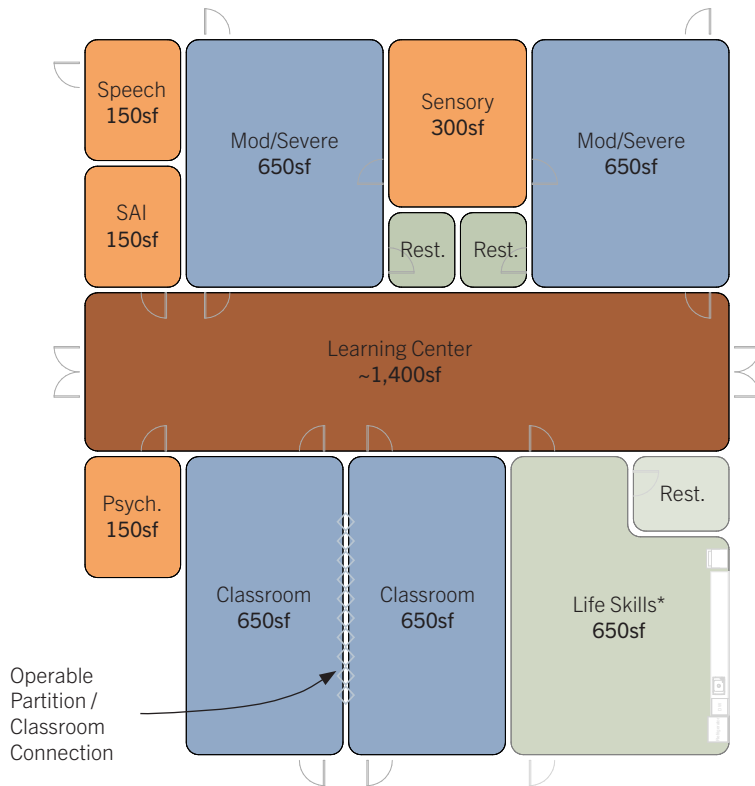 Speech
150sf
Mod/Severe
650sf
Sensory
300sf
Mod/Severe
650sf
SAI
150sf
Rest.
Rest.
Learning Center
~1,400sf
Psych.
150sf
Rest.
Classroom
650sf
Classroom
650sf
Life Skills*
650sf
Operable
Partition /
Classroom
Connection